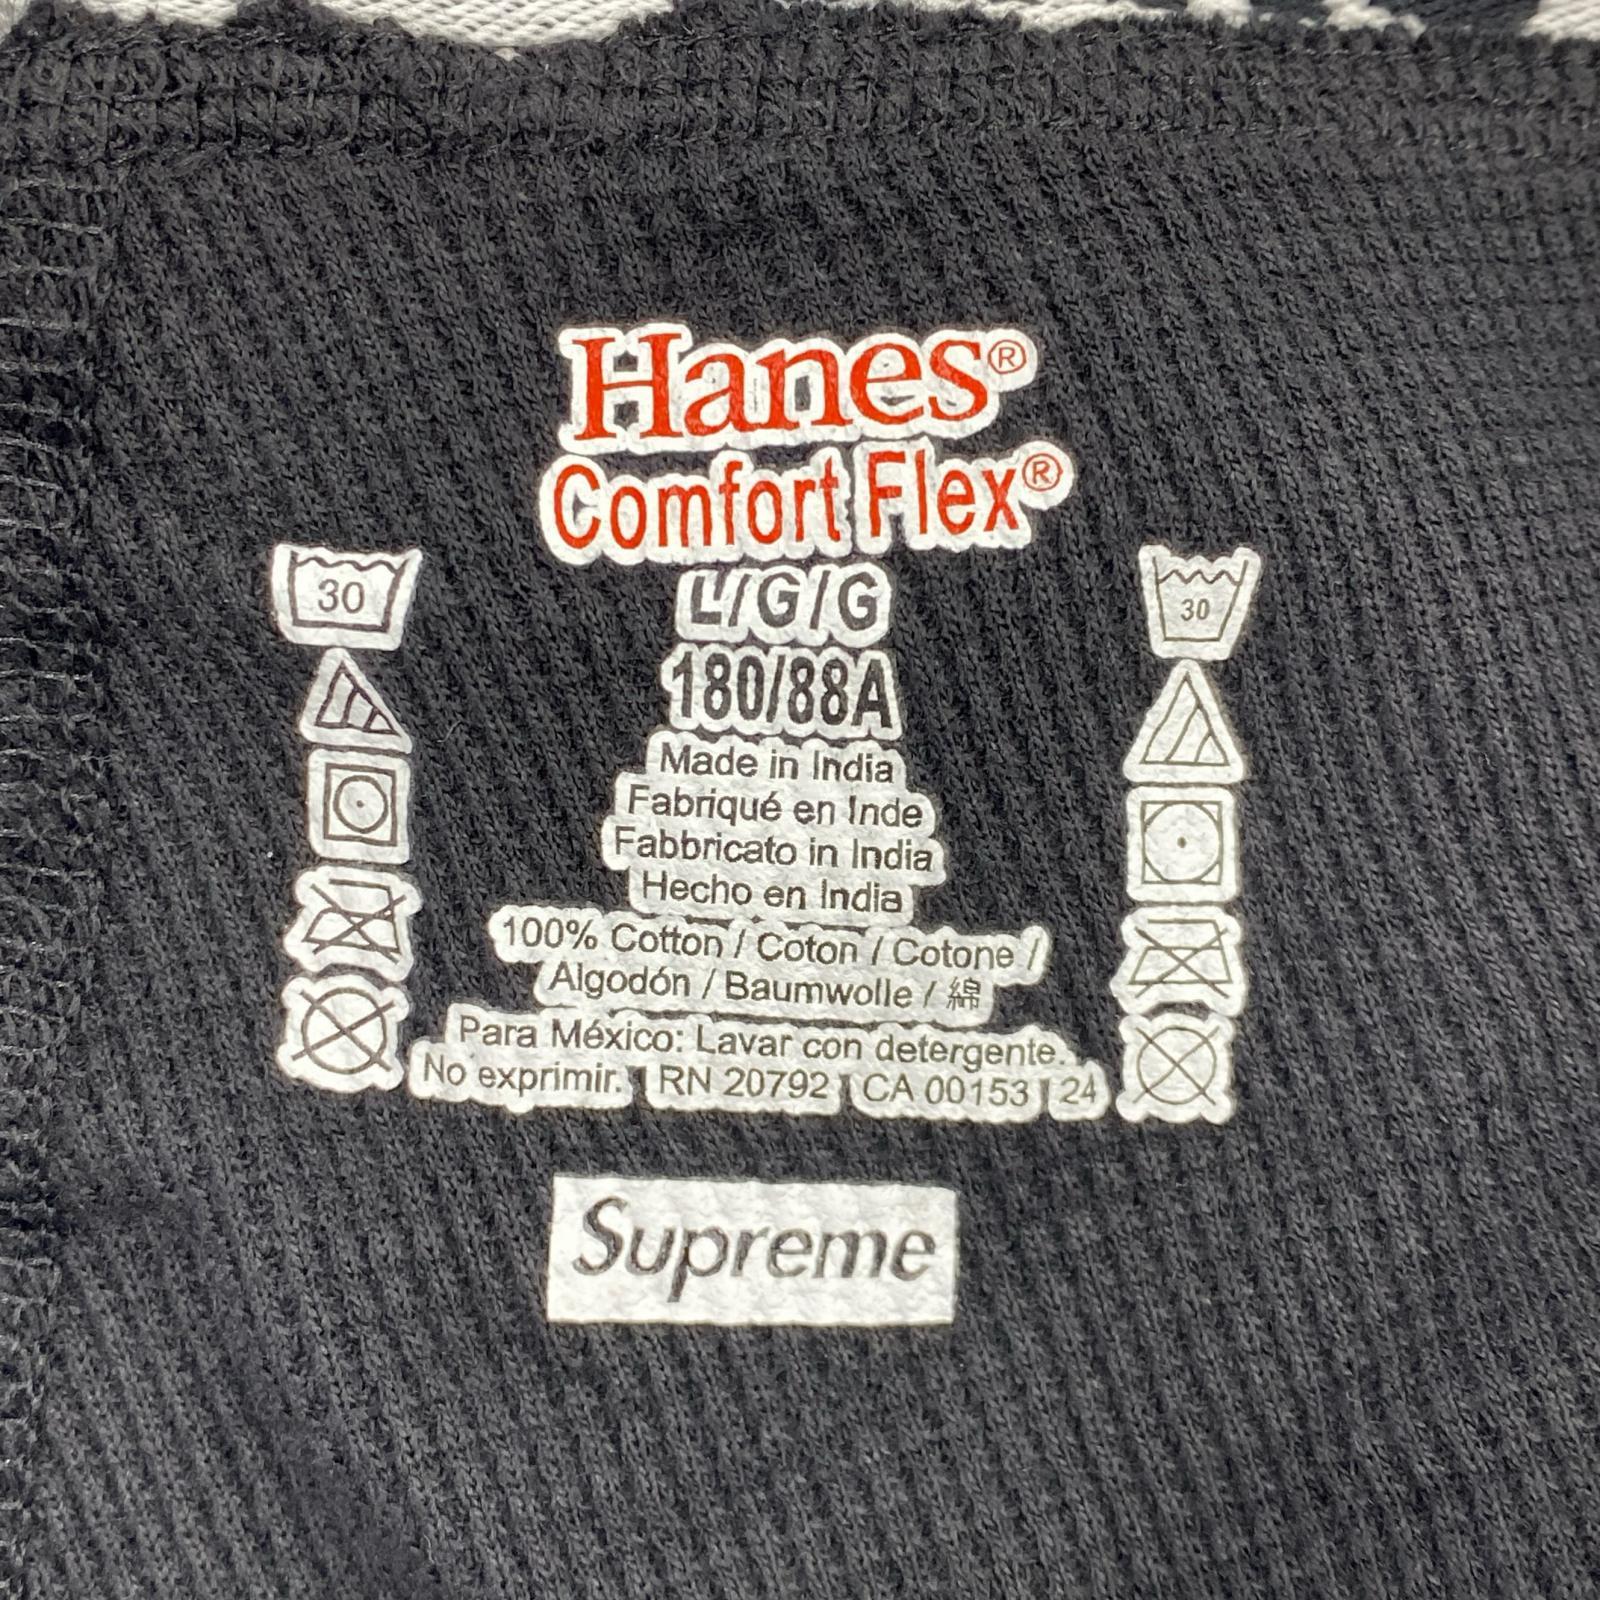 Hanes®
Comfort Flex®
L/G/G
180/88A
30
30
Made in India
Fabriqué en Inde
Fabbricato in India
Hecho en India
100% Cotton / Coton / Cotone /
Algodón / Baumwolle / 綿
Para México: Lavar con detergente.
No exprimir. | RN 20792 | CA 00153 | 24
Supreme